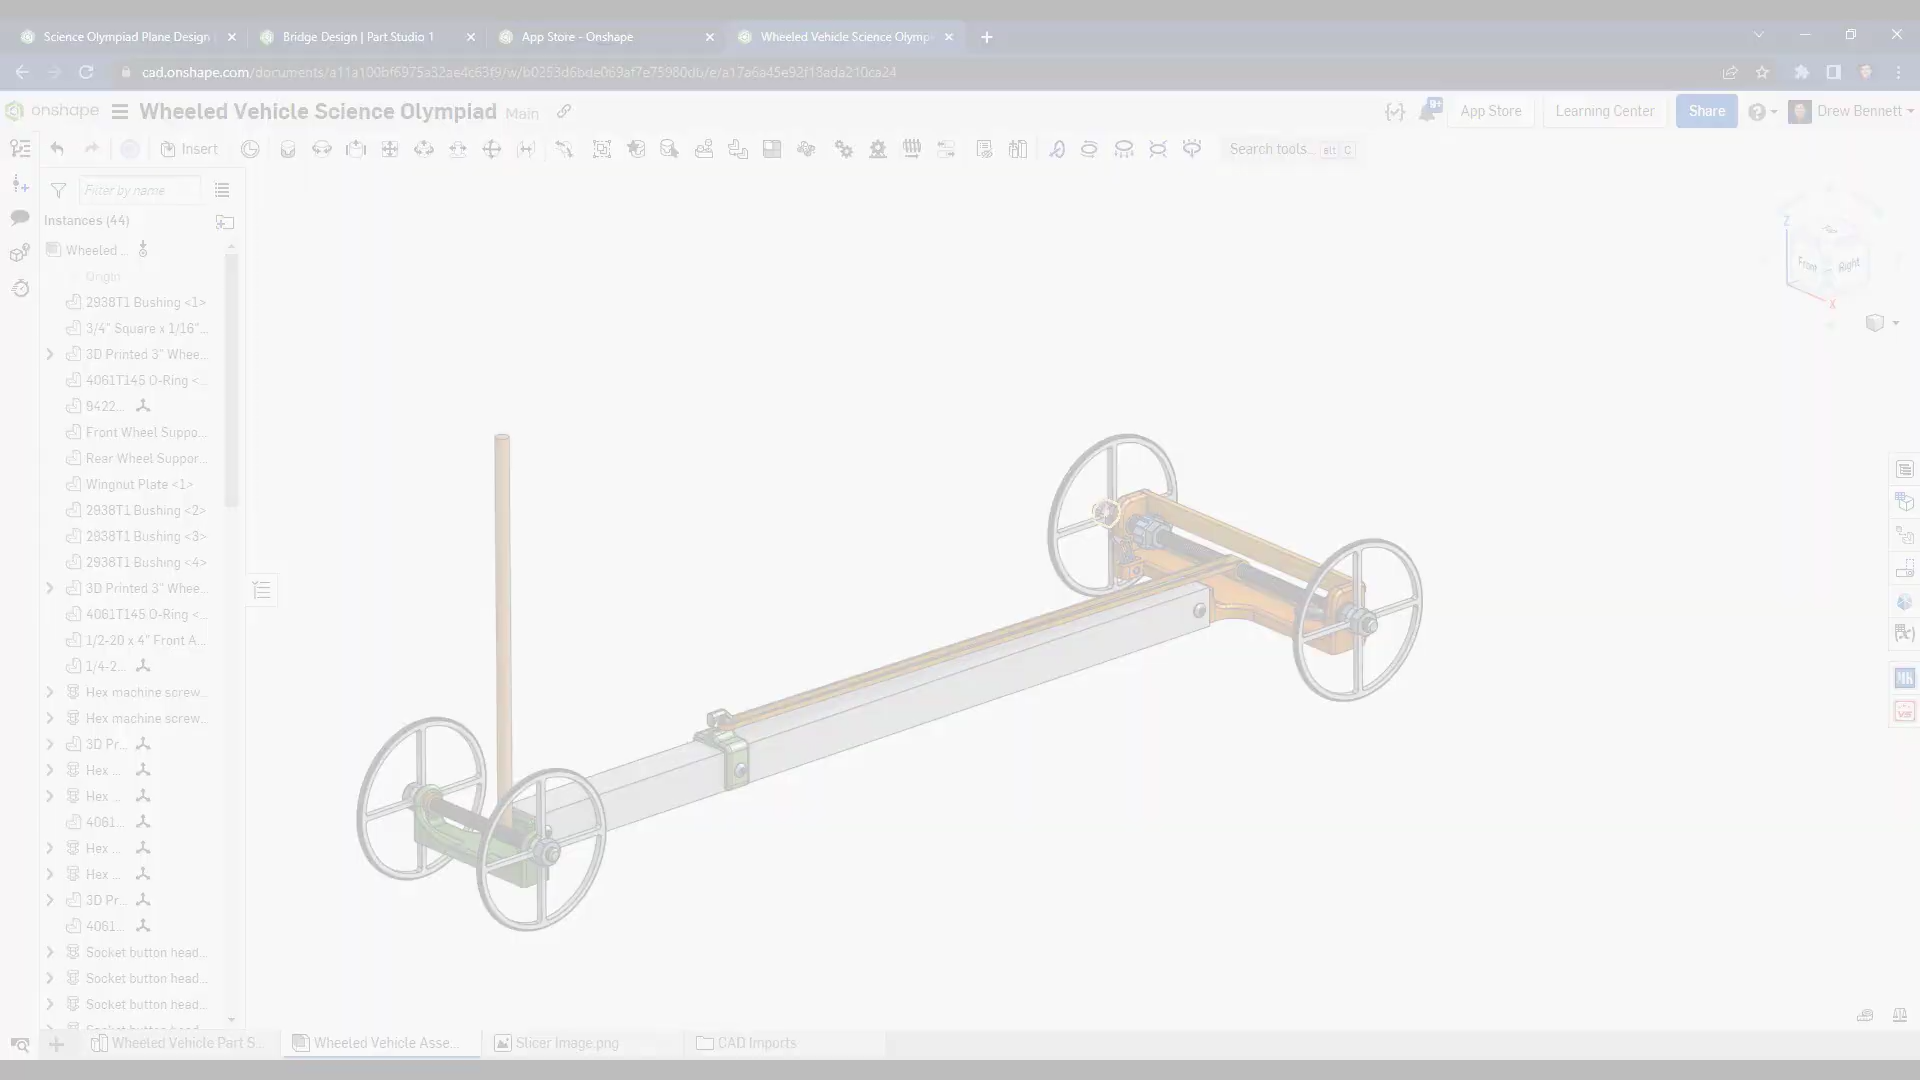 Science Olympiad Plane Design
Bridge Design | Part Studio 1
App Store - Onshape
Wheeled Vehicle Science Olymp
cad.onshape.com/documents/a11a100bf6975a32ae4c63f9/w/b0253d6bde069af7e75980db/e/a17a6a45e92f18ada210ca24
onshape
Wheeled Vehicle Science Olympiad
Main
9+
App Store
Learning Center
Share
Drew Bennett
Insert
Search tools... alt C
Filter by name
Instances (44)
Wheeled ...
Origin
2938T1 Bushing <1>
3/4" Square x 1/16"...
3D Printed 3" Whee...
4061T145 O-Ring <...
9422...
Front Wheel Suppo...
Rear Wheel Suppor...
Wingnut Plate <1>
2938T1 Bushing <2>
2938T1 Bushing <3>
2938T1 Bushing <4>
3D Printed 3" Whee...
4061T145 O-Ring <...
1/2-20 x 4" Front A...
1/4-2...
Hex machine screw...
Hex machine screw...
3D Pr...
Hex ...
Hex ...
4061...
Hex ...
Hex ...
3D Pr...
4061...
Socket button head...
Socket button head...
Socket button head...
Z
Front
Right
X
Wheeled Vehicle Part S...
Wheeled Vehicle Asse...
Slicer Image.png
CAD Imports